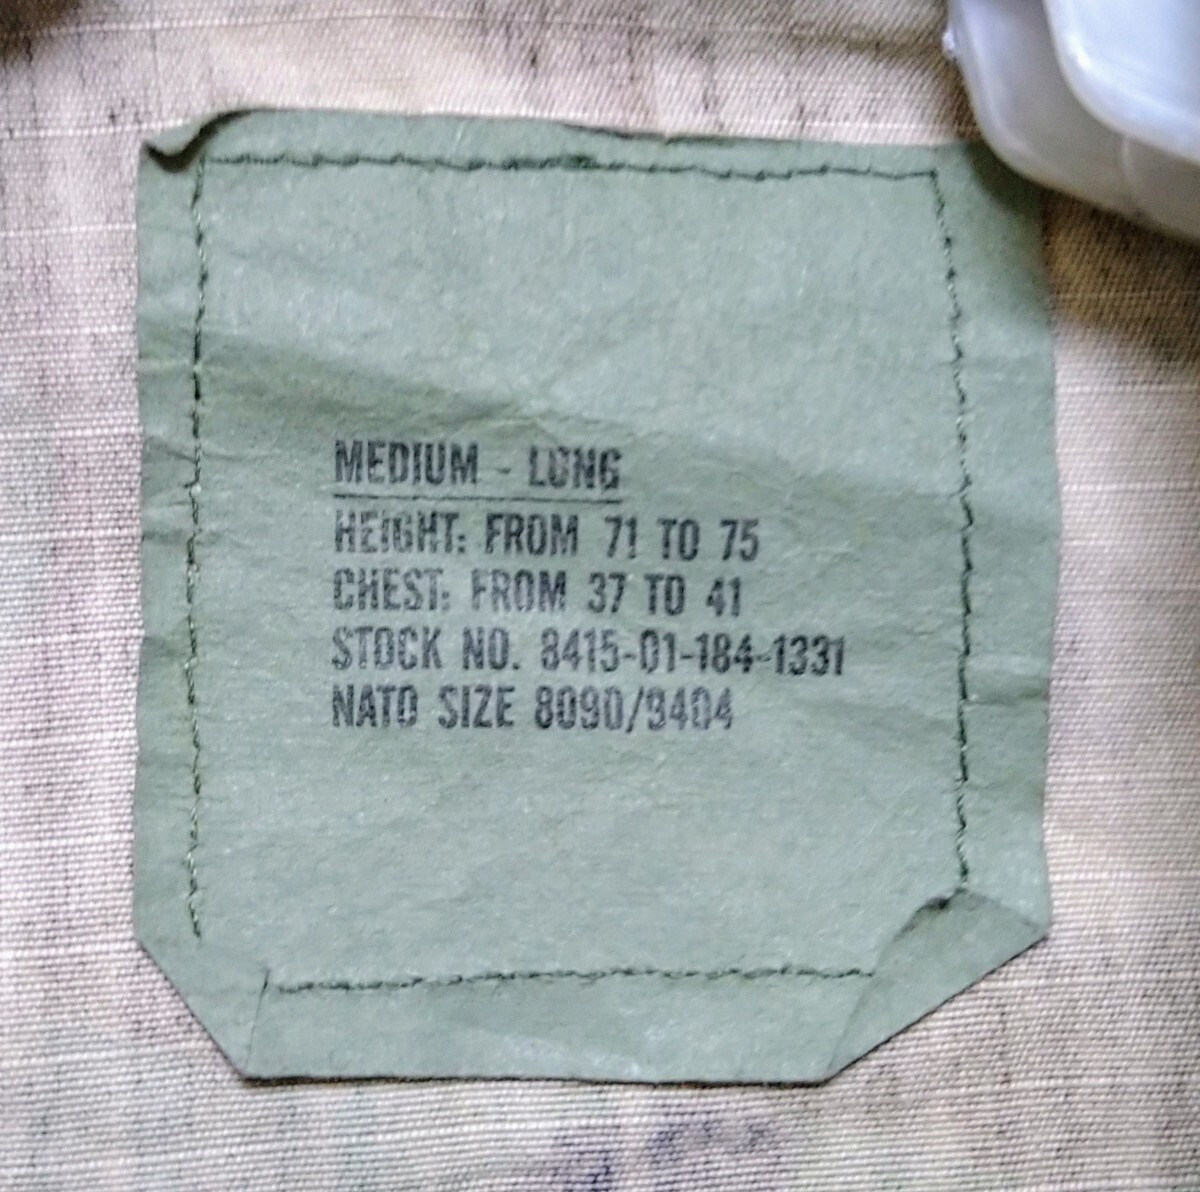 MEDIUM - LONG
HEIGHT: FROM 71 TO 75
CHEST: FROM 37 TO 41
STOCK NO. 8415-01-184-1331
NATO SIZE 8090/9404